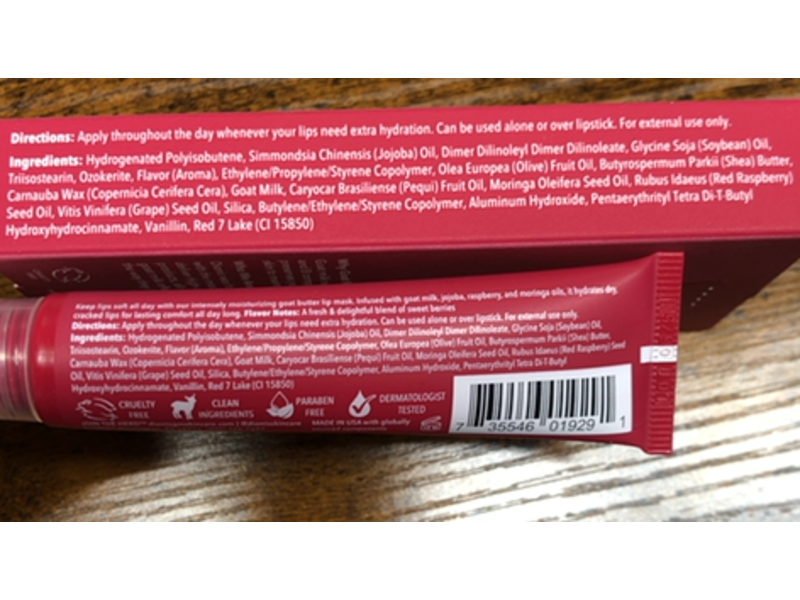 Directions: Apply throughout the day whenever your lips need extra hydration. Can be used alone or over lipstick. For external use only.
Ingredients: Hydrogenated Polyisobutene, Simmondsia Chinensis (Jojoba) Oil, Dimer Dilinoleyl Dimer Dilinoleate, Glycine Soja (Soybean) Oil,
Triisostearin, Ozokerite, Flavor (Aroma), Ethylene/Propylene/Styrene Copolymer, Olea Europea (Olive) Fruit Oil, Butyrospermum Parkii (Shea) Butter,
Carnauba Wax (Copernicia Cerifera Cera), Goat Milk, Caryocar Brasiliense (Pequi) Fruit Oil, Moringa Oleifera Seed Oil, Rubus Idaeus (Red Raspberry)
Seed Oil, Vitis Vinifera (Grape) Seed Oil, Silica, Butylene/Ethylene/Styrene Copolymer, Aluminum Hydroxide, Pentaerythrityl Tetra Di-T-Butyl
Hydroxyhydrocinnamate, Vanillin, Red 7 Lake (CI 15850)
Keep lips soft all day with our intensely moisturizing goat butter lip mask. Infused with goat milk, jojoba, raspberry, and moringa oils, it hydrates dry,
cracked lips for lasting comfort all day long. Flavor Notes: A fresh & delightful blend of sweet berries
Directions: Apply throughout the day whenever your lips need extra hydration. Can be used alone or over lipstick. For external use only.
Ingredients: Hydrogenated Polyisobutene, Simmondsia Chinensis (Jojoba) Oil, Dimer Dilinoleyl Dimer Dilinoleate, Glycine Soja (Soybean) Oil,
Triisostearin, Ozokerite, Flavor (Aroma), Ethylene/Propylene/Styrene Copolymer, Olea Europea (Olive) Fruit Oil, Butyrospermum Parkii (Shea) Butter,
Carnauba Wax (Copernicia Cerifera Cera), Goat Milk, Caryocar Brasiliense (Pequi) Fruit Oil, Moringa Oleifera Seed Oil, Rubus Idaeus (Red Raspberry) Seed
Oil, Vitis Vinifera (Grape) Seed Oil, Silica, Butylene/Ethylene/Styrene Copolymer, Aluminum Hydroxide, Pentaerythrityl Tetra Di-T-Butyl
Hydroxyhydrocinnamate, Vanillin, Red 7 Lake (CI 15850)
CRUELTY FREE
CLEAN INGREDIENTS
PARABEN FREE
DERMATOLOGIST TESTED
MADE IN USA with globally
7 35546 01929 1